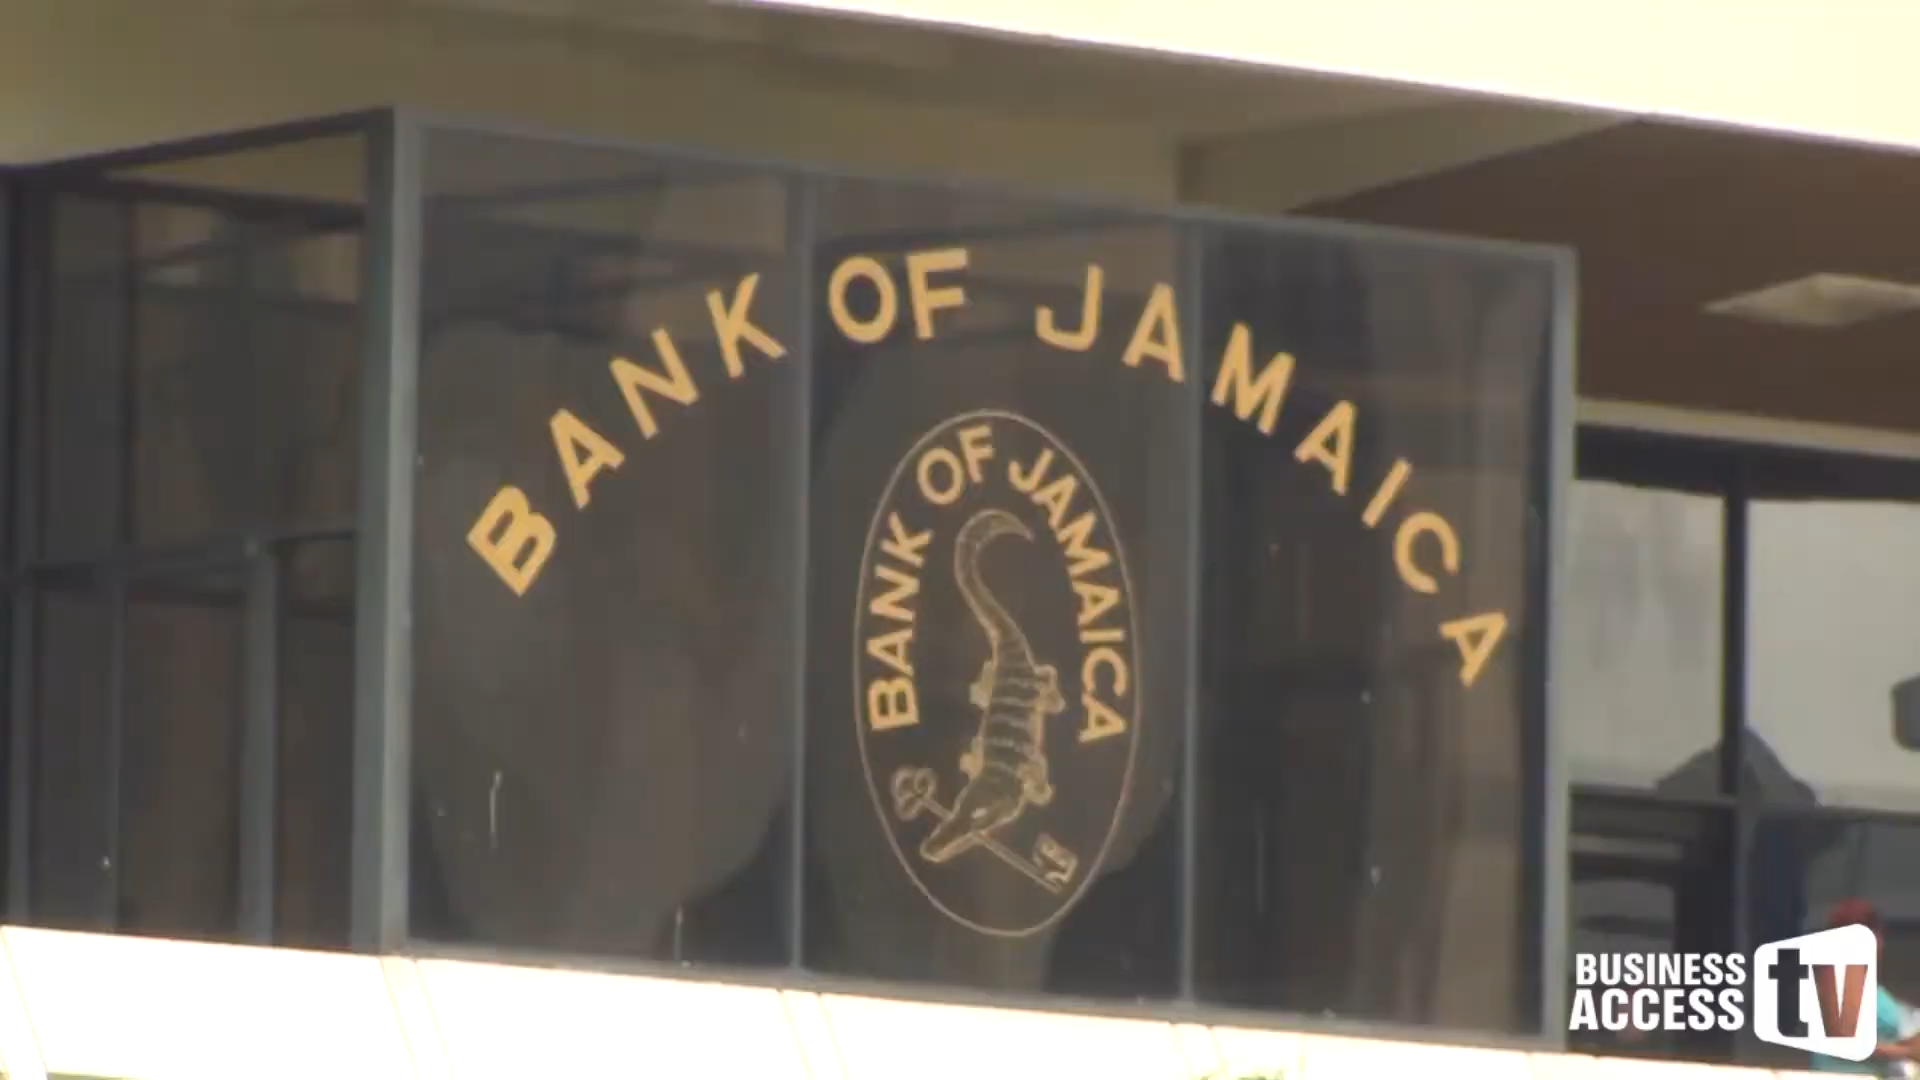 BANK OF JAMAICA
BANK OF JAMAICA
BUSINESS
ACCESS
tv